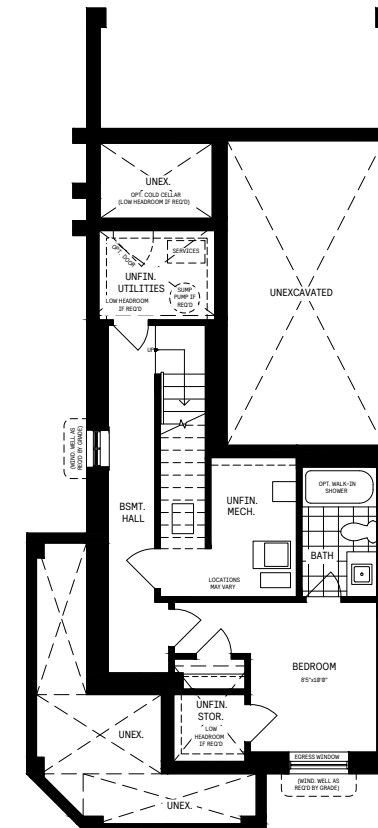 UNEX.
OPT. COLD CELLAR
(LOW HEADROOM IF REQ'D)
OPT. DOOR
SERVICES
UNFIN.
UTILITIES
LOW HEADROOM
IF REQ'D
SUMP
PUMP IF
REQ'D
UNEXCAVATED
UP
(WIND. WELL AS
REQ'D BY GRADE)
BSMT.
HALL
UNFIN.
MECH.
LOCATIONS
MAY VARY
OPT. WALK-IN
SHOWER
BATH
BEDROOM
8'5"x10'0"
UNFIN.
STOR.
LOW
HEADROOM
IF REQ'D
UNEX.
EGRESS WINDOW
(WIND. WELL AS
REQ'D BY GRADE)
UNEX.